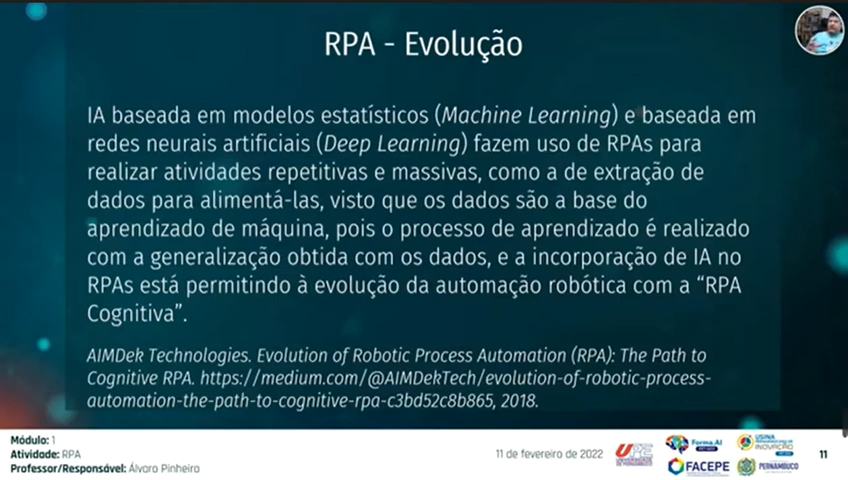 RPA - Evolução
IA baseada em modelos estatísticos (Machine Learning) e baseada em
redes neurais artificiais (Deep Learning) fazem uso de RPAs para
realizar atividades repetitivas e massivas, como a de extração de
dados para alimentá-las, visto que os dados são a base do
aprendizado de máquina, pois o processo de aprendizado é realizado
com a generalização obtida com os dados, e a incorporação de IA no
RPAs está permitindo à evolução da automação robótica com a “RPA
Cognitiva”.
AIMDek Technologies. Evolution of Robotic Process Automation (RPA): The Path to
Cognitive RPA. https://medium.com/@AIMDekTech/evolution-of-robotic-process-
automation-the-path-to-cognitive-rpa-c3bd52c8b865, 2018.
Módulo: 1
Atividade: RPA
Professor/Responsável: Álvaro Pinheiro
11 de fevereiro de 2022
UPE
Forma.AI
FACEPE
USINA
INOVAÇÃO
PERNAMBUCO
11